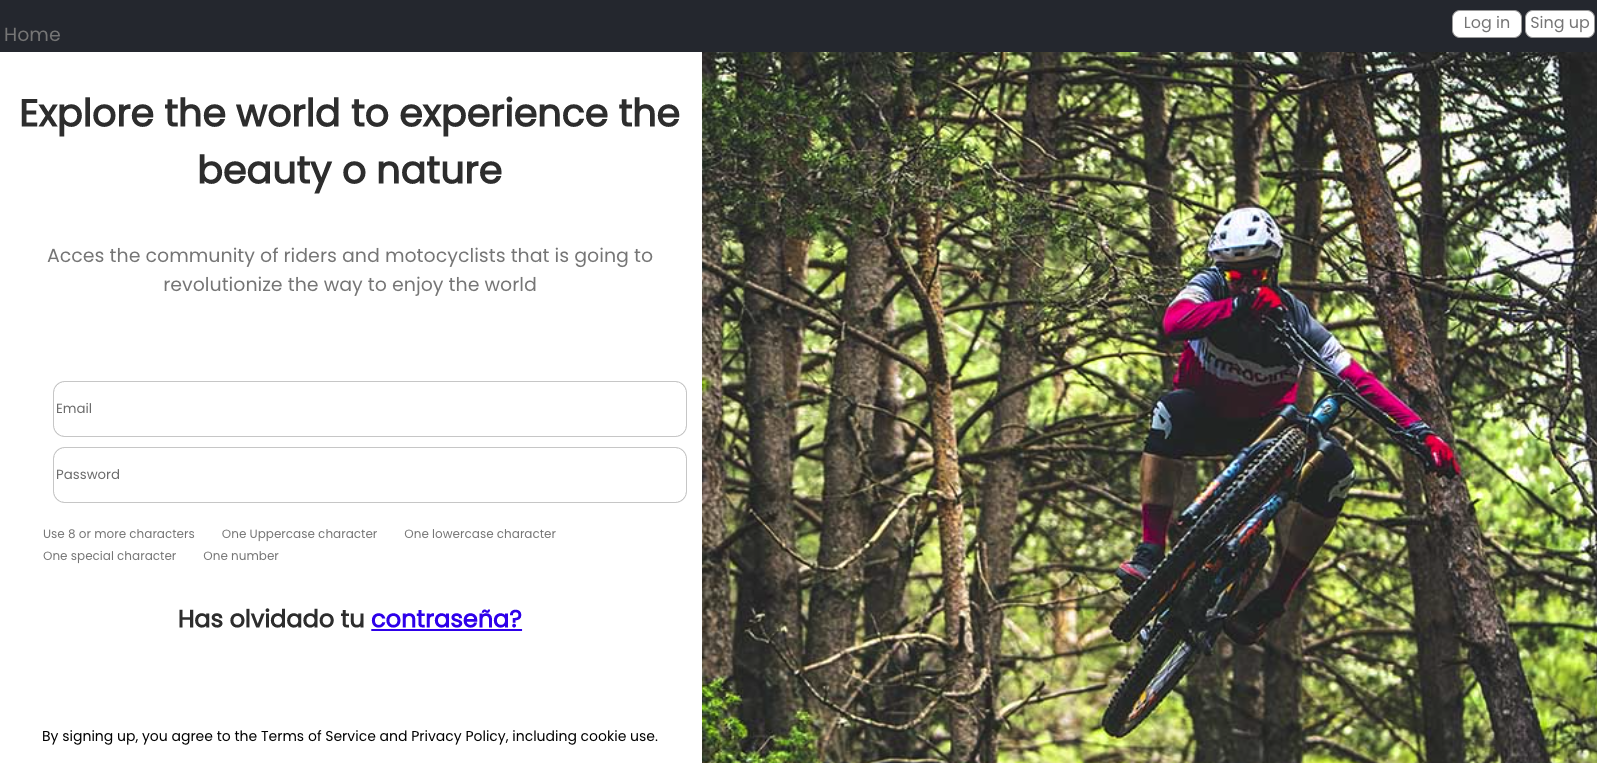 Home
Log in
Sing up
Explore the world to experience the
beauty o nature
Acces the community of riders and motocyclists that is going to
revolutionize the way to enjoy the world
Email
Password
Use 8 or more characters One Uppercase character One lowercase character
One special character One number
Has olvidado tu contraseña?
By signing up, you agree to the Terms of Service and Privacy Policy, including cookie use.